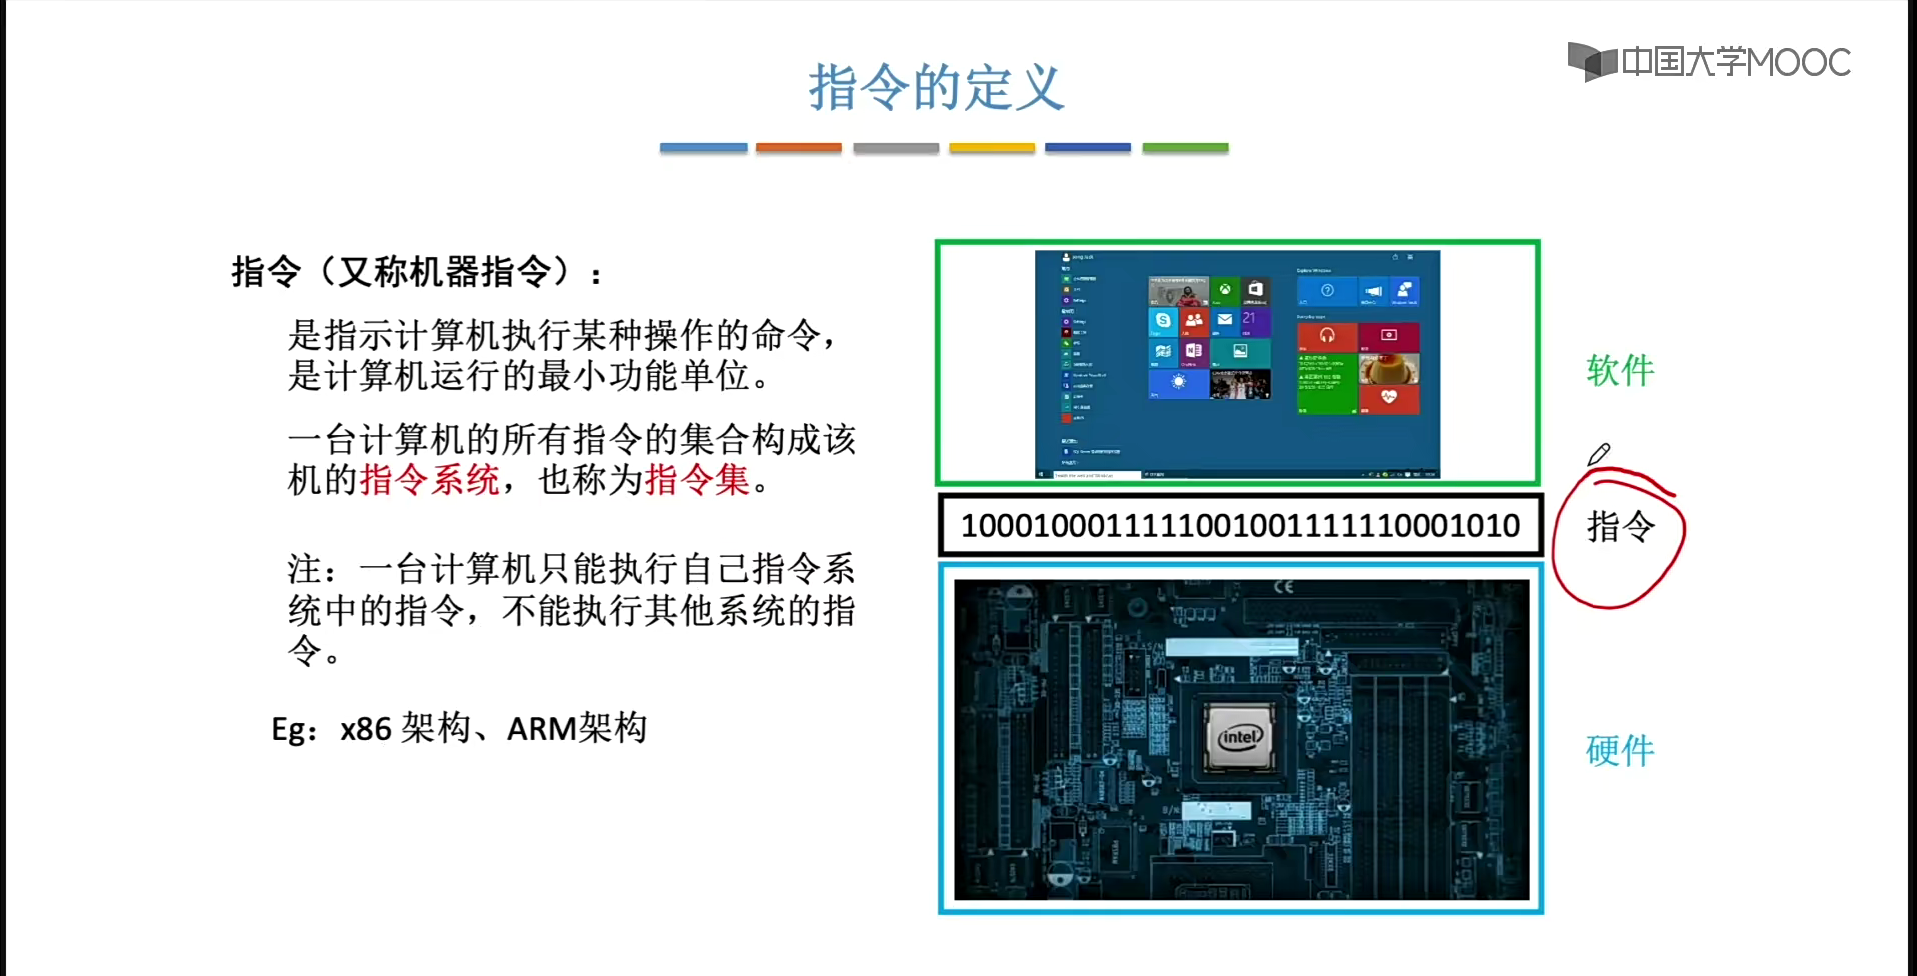 中国大学MOOC
指令的定义
指令（又称机器指令）：
是指示计算机执行某种操作的命令，
是计算机运行的最小功能单位。
一台计算机的所有指令的集合构成该
机的指令系统，也称为指令集。
注：一台计算机只能执行自己指令系
统中的指令，不能执行其他系统的指
令。
Eg：x86 架构、ARM架构
软件
10001000111110010011111110001010
指令
intel
硬件